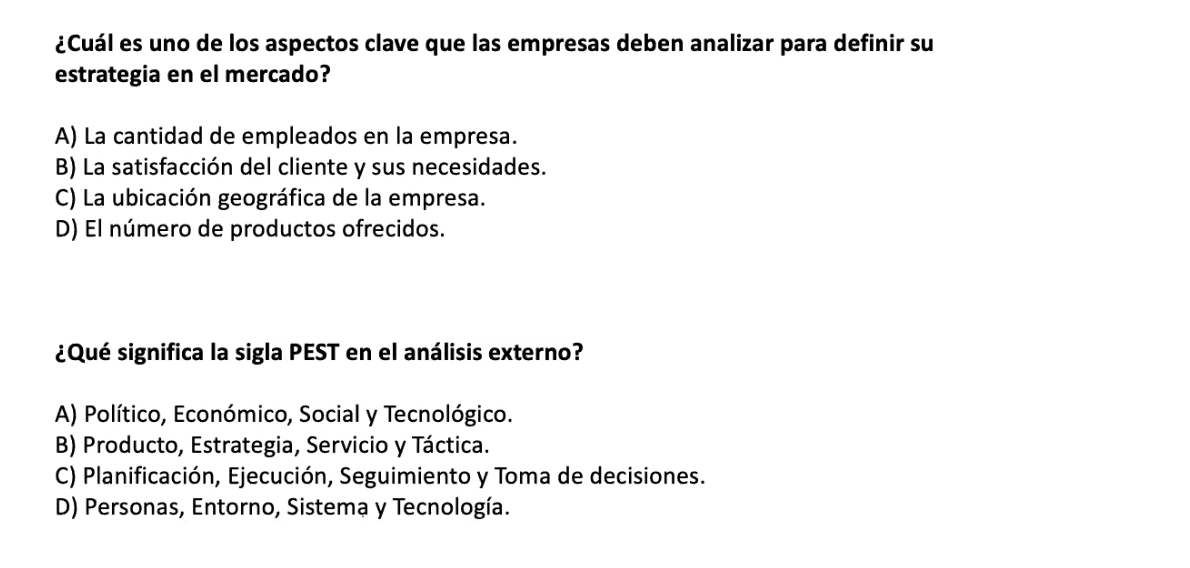 ¿Cuál es uno de los aspectos clave que las empresas deben analizar para definir su
estrategia en el mercado?
A) La cantidad de empleados en la empresa.
B) La satisfacción del cliente y sus necesidades.
C) La ubicación geográfica de la empresa.
D) El número de productos ofrecidos.
¿Qué significa la sigla PEST en el análisis externo?
A) Político, Económico, Social y Tecnológico.
B) Producto, Estrategia, Servicio y Táctica.
C) Planificación, Ejecución, Seguimiento y Toma de decisiones.
D) Personas, Entorno, Sistema y Tecnología.